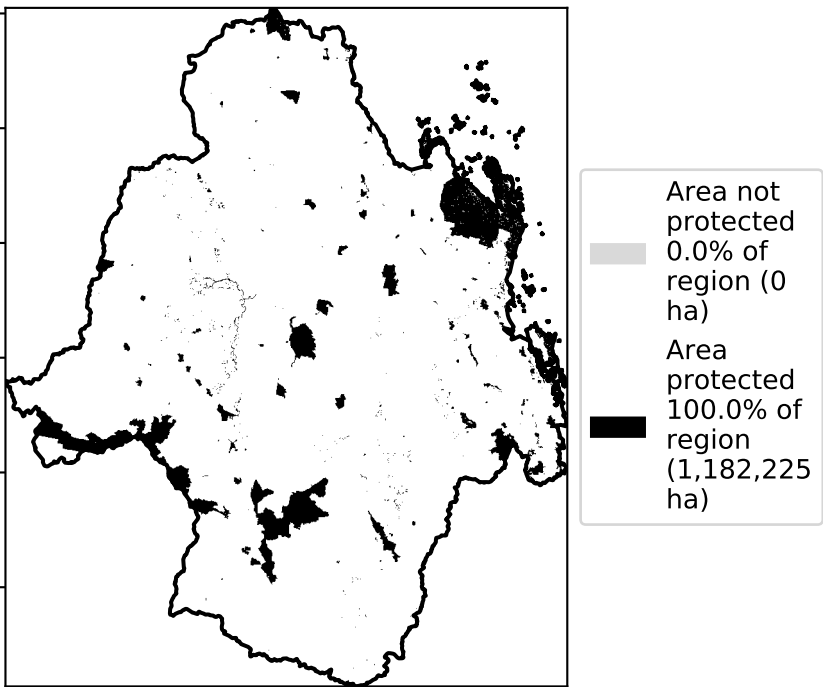 Area not
protected
0.0% of
region (0
ha)
Area
protected
100.0% of
region
(1,182,225
ha)